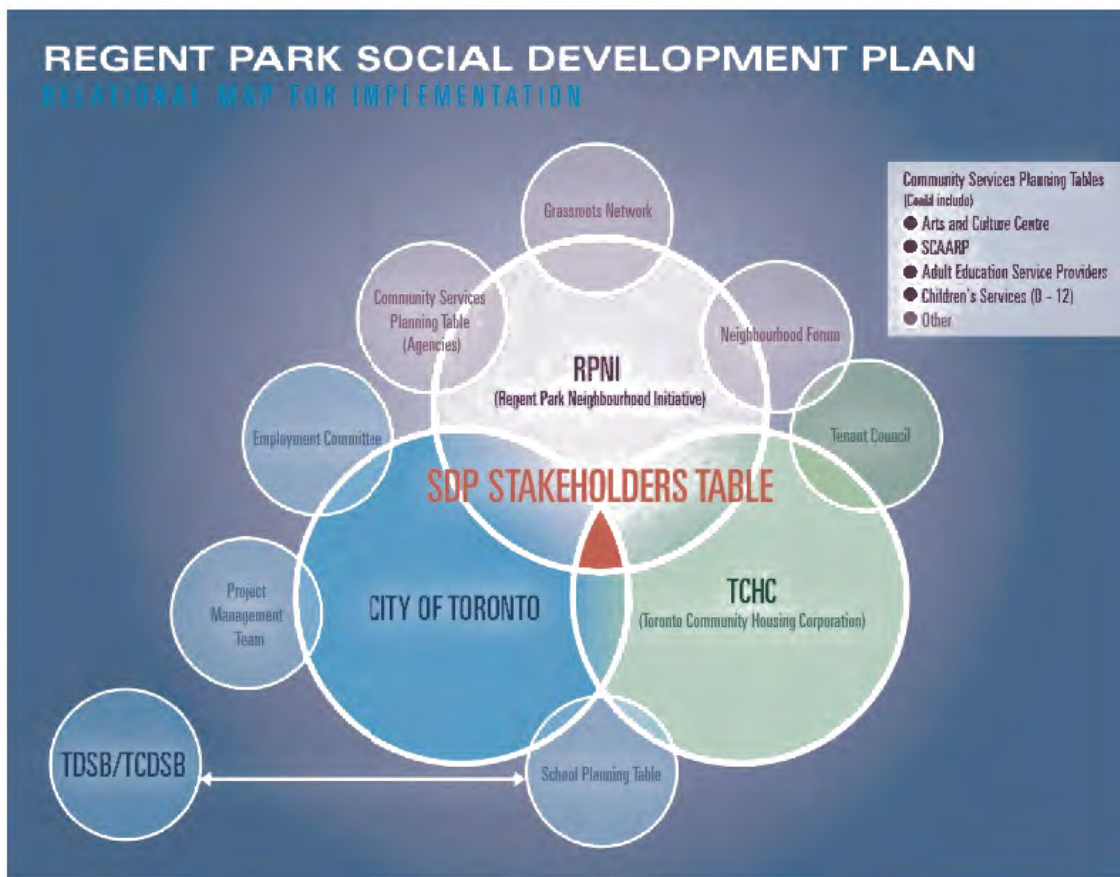 REGENT PARK SOCIAL DEVELOPMENT PLAN
RELATIONAL MAP FOR IMPLEMENTATION
Community Services Planning Tables
(Could include)
Arts and Culture Centre
SCAARP
Adult Education Service Providers
Children's Services (0 - 12)
Other
Grassroots Network
Community Services
Planning Table
(Agencies)
Neighbourhood Forum
RPNI
(Regent Park Neighbourhood Initiative)
Employment Committee
Tenant Council
SDP STAKEHOLDERS TABLE
Project
Management
Team
CITY OF TORONTO
TCHC
(Toronto Community Housing Corporation)
TDSB/TCDSB
School Planning Table